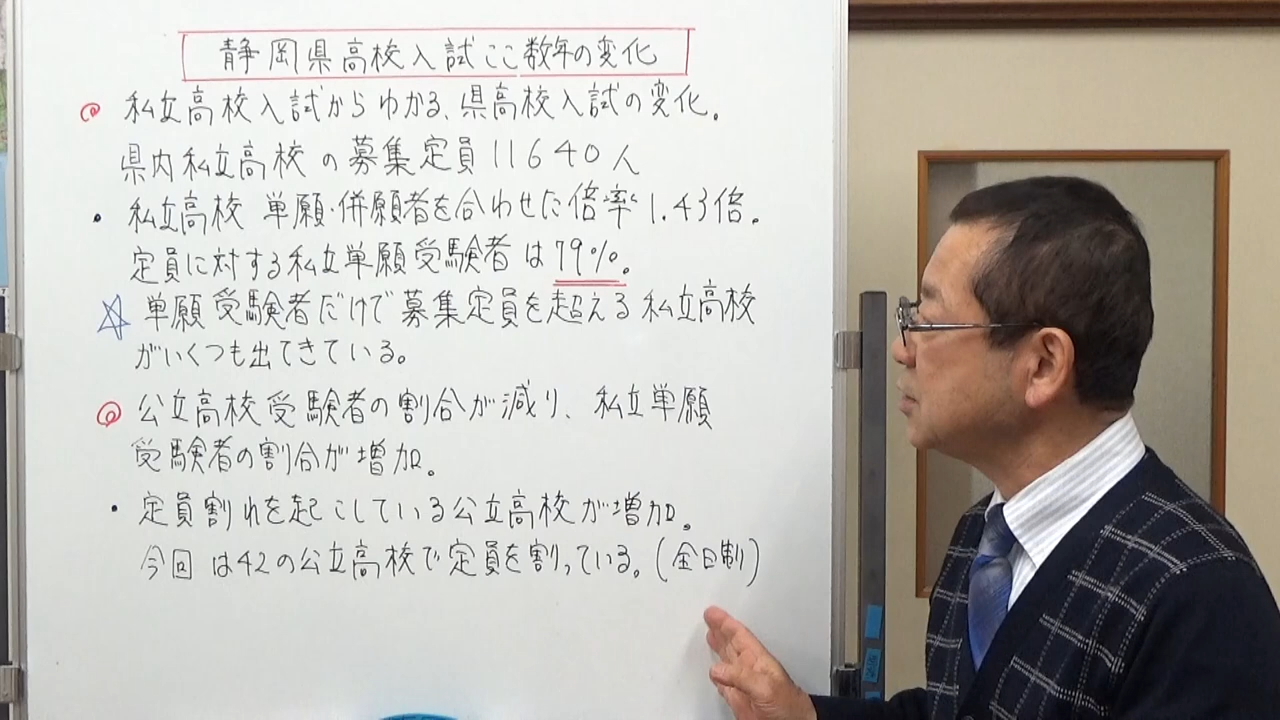 静岡県高校入試ここ数年の変化
私立高校入試からわかる、県高校入試の変化。
県内私立高校の募集定員11640人
・私立高校 単願・併願者を合わせた倍率1.43倍。
定員に対する私立単願受験者は79%。
☆単願受験者だけで募集定員を超える私立高校
がいくつも出てきている。
◎公立高校受験者の割合が減り、私立単願
受験者の割合が増加。
・定員割れを起こしている公立高校が増加。
今回は42の公立高校で定員を割っている。(全日制)